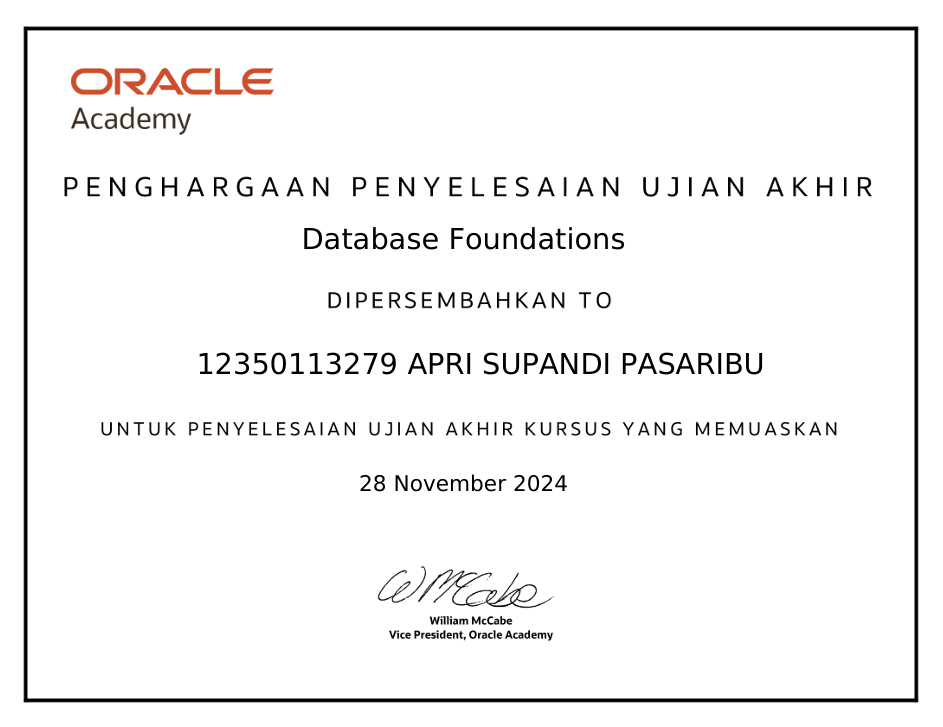 ORACLE
Academy
PENGHARGAAN PENYELESAIAN UJIAN AKHIR
Database Foundations
DIPERSEMBAHKAN TO
12350113279 APRI SUPANDI PASARIBU
UNTUK PENYELESAIAN UJIAN AKHIR KURSUS YANG MEMUASKAN
28 November 2024
WMcCabe
William McCabe
Vice President, Oracle Academy